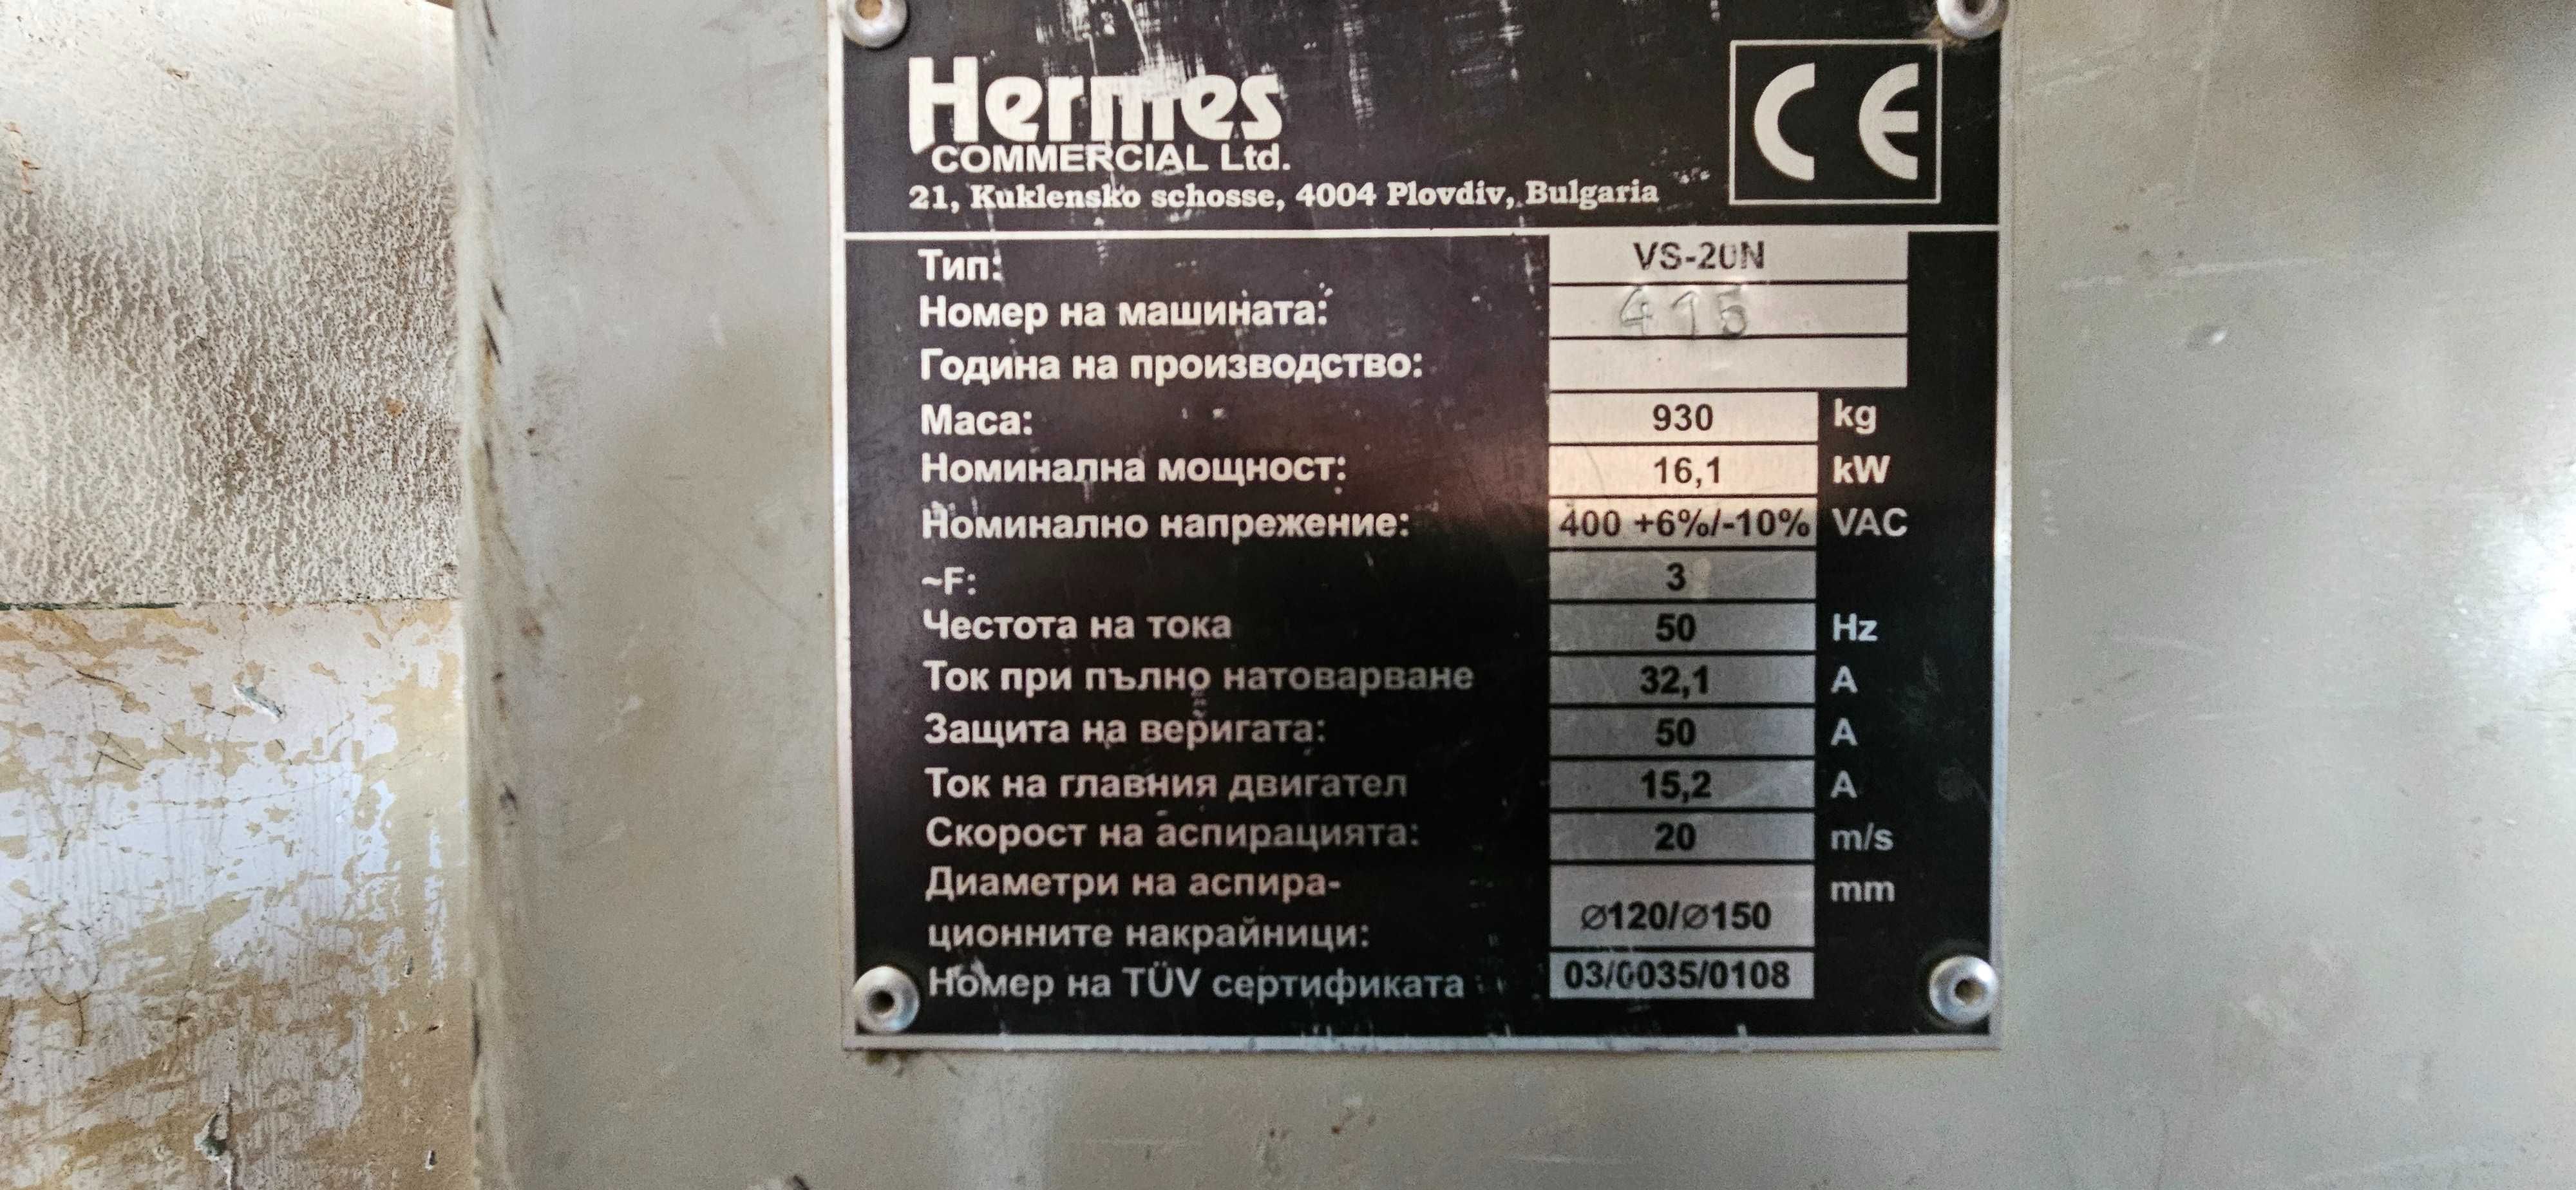 Hermes
COMMERCIAL Ltd.
21, Kuklensko schosse, 4004 Plovdiv, Bulgaria
CE
Тип: VS-20N
Номер на машината: 415
Година на производство:
Маса: 930 kg
Номинална мощност: 16,1 kW
Номинално напрежение: 400 +6%/-10% VAC
~F: 3
Честота на тока 50 Hz
Ток при пълно натоварване 32,1 A
Защита на веригата: 50 A
Ток на главния двигател 15,2 A
Скорост на аспирацията: 20 m/s
Диаметри на аспира- mm
ционните накрайници: ⌀120/⌀150
Номер на TÜV сертификата 03/0035/0108